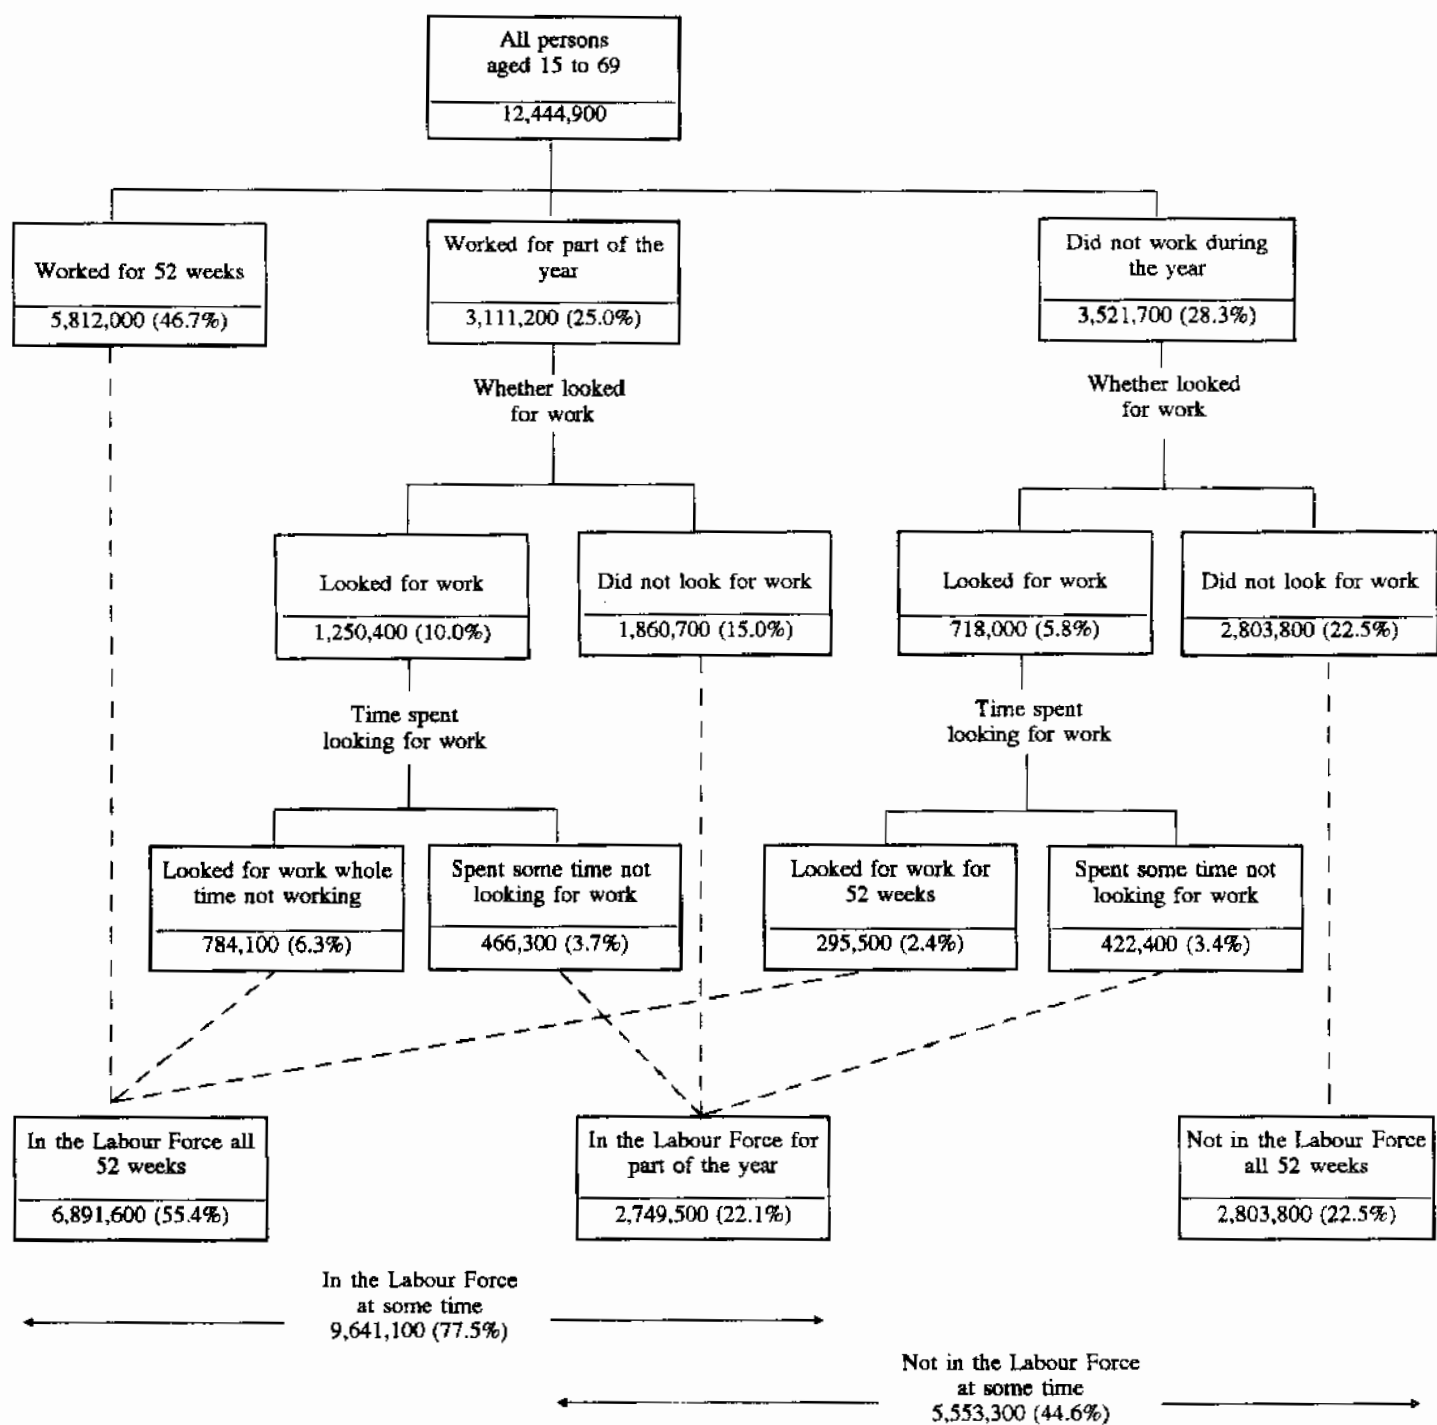 All persons
aged 15 to 69
12,444,900
Worked for 52 weeks
5,812,000 (46.7%)
Worked for part of the
year
3,111,200 (25.0%)
Did not work during
the year
3,521,700 (28.3%)
Whether looked
for work
Whether looked
for work
Looked for work
1,250,400 (10.0%)
Did not look for work
1,860,700 (15.0%)
Looked for work
718,000 (5.8%)
Did not look for work
2,803,800 (22.5%)
Time spent
looking for work
Time spent
looking for work
Looked for work whole
time not working
784,100 (6.3%)
Spent some time not
looking for work
466,300 (3.7%)
Looked for work for
52 weeks
295,500 (2.4%)
Spent some time not
looking for work
422,400 (3.4%)
In the Labour Force all
52 weeks
6,891,600 (55.4%)
In the Labour Force for
part of the year
2,749,500 (22.1%)
Not in the Labour Force
all 52 weeks
2,803,800 (22.5%)
In the Labour Force
at some time
9,641,100 (77.5%)
Not in the Labour Force
at some time
5,553,300 (44.6%)